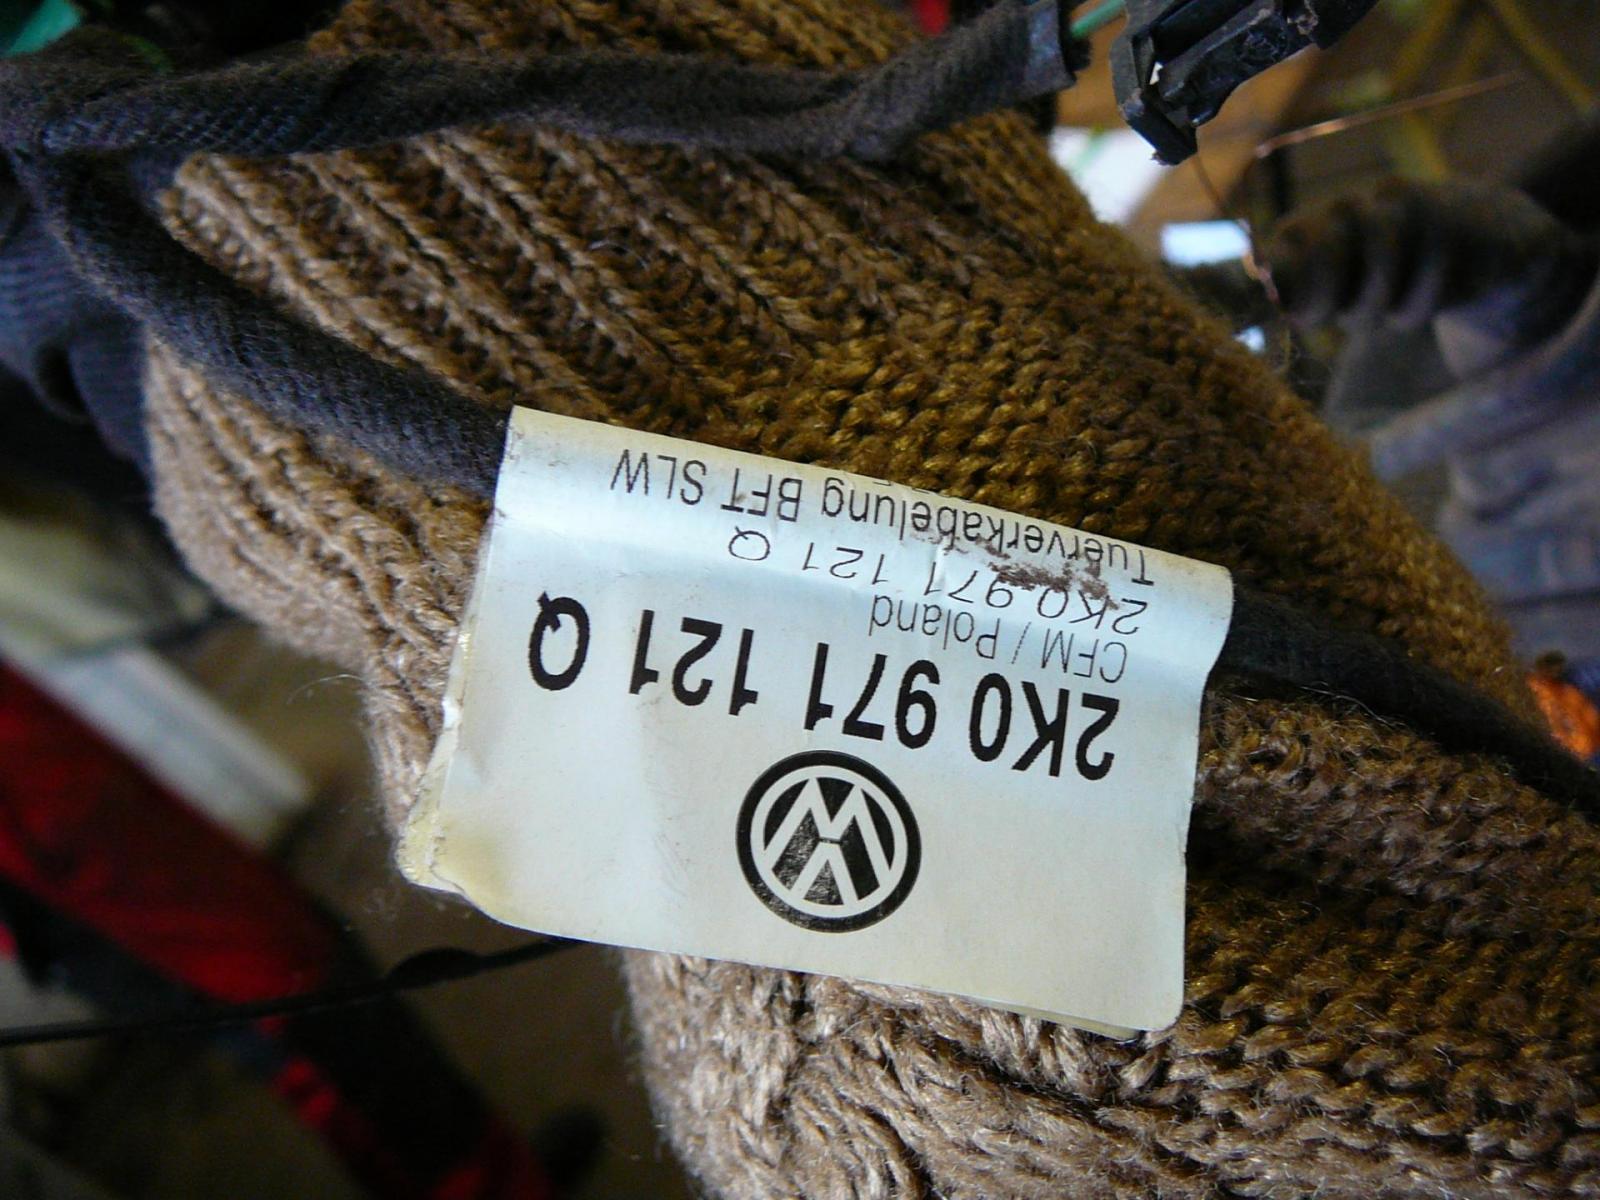 2K0 971 121 Q
CFM / Poland
2K0 971 121 Q
Tuerverkabelung BFT SLW